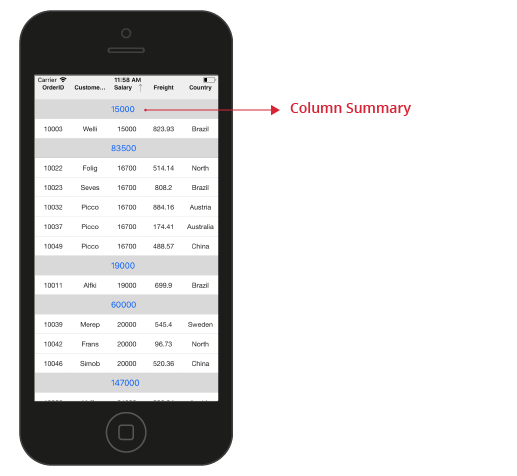 Carrier 11:58 AM
OrderID Custome... Salary ↑ Freight Country
15000
Column Summary
10003 Welli 15000 823.93 Brazil
83500
10022 Folig 16700 514.14 North
10023 Seves 16700 808.2 Brazil
10032 Picco 16700 884.16 Austria
10037 Picco 16700 174.41 Australia
10049 Picco 16700 488.57 China
19000
10011 Alfki 19000 699.9 Brazil
60000
10039 Merep 20000 545.4 Sweden
10042 Frans 20000 96.73 North
10046 Simob 20000 520.36 China
147000